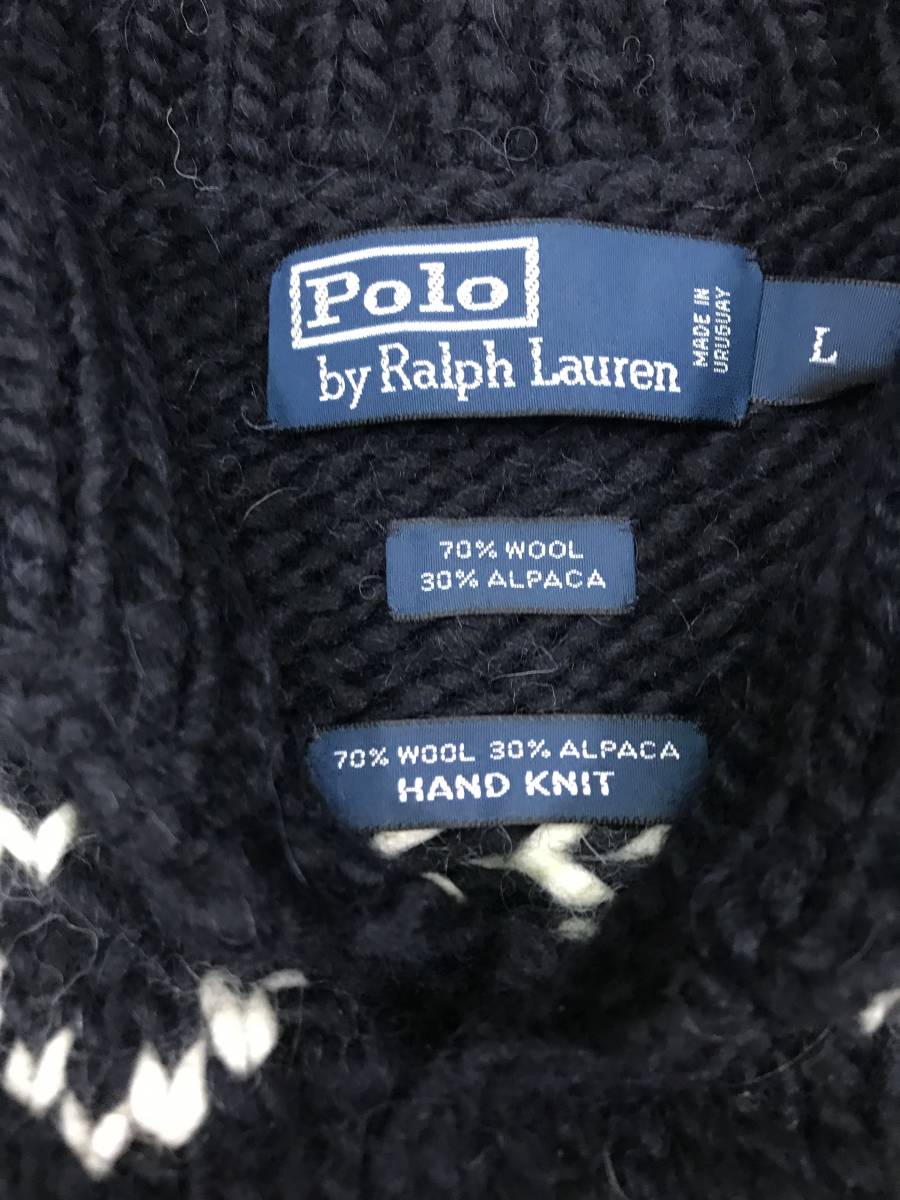 Polo
by Ralph Lauren
MADE IN
URUGUAY
L
70% WOOL
30% ALPACA
70% WOOL 30% ALPACA
HAND KNIT